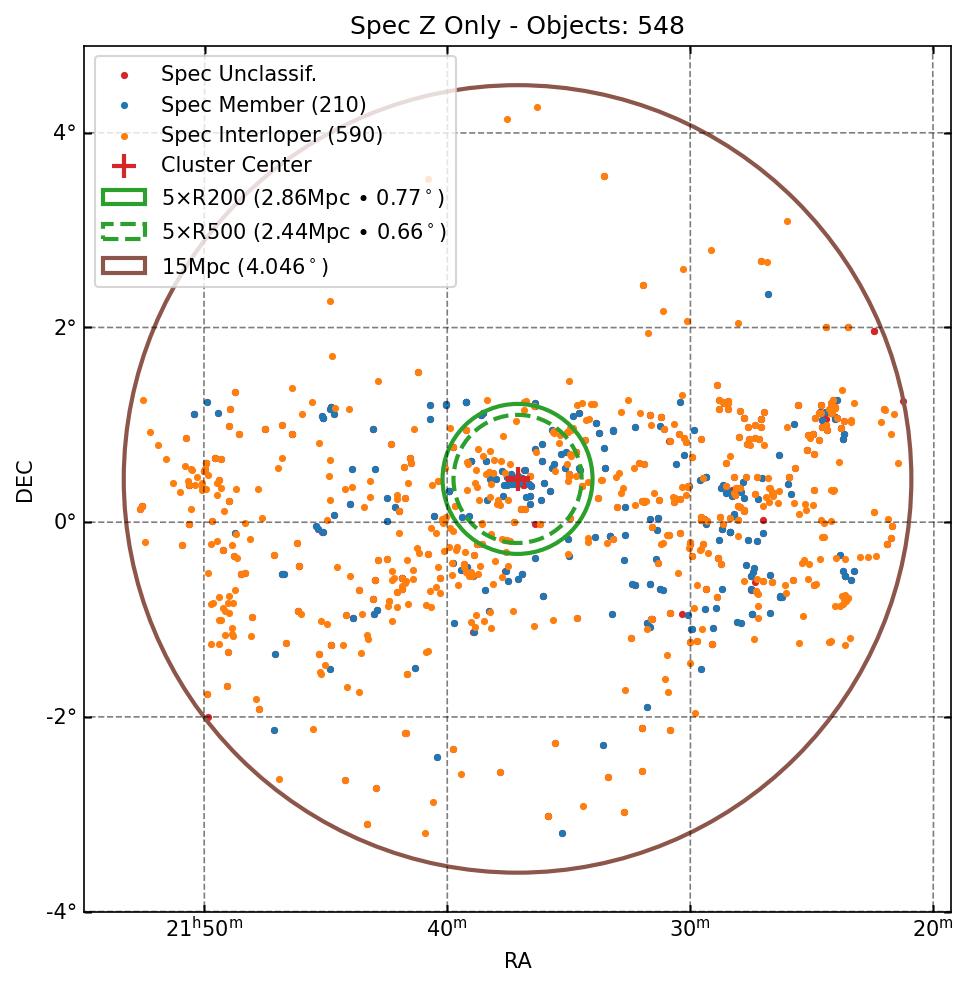 Spec Z Only - Objects: 548
Spec Unclassif.
Spec Member (210)
Spec Interloper (590)
Cluster Center
5×R200 (2.86Mpc • 0.77°)
5×R500 (2.44Mpc • 0.66°)
15Mpc (4.046°)
4°
2°
0°
-2°
-4°
DEC
21ʰ50ᵐ 40ᵐ 30ᵐ 20ᵐ
RA